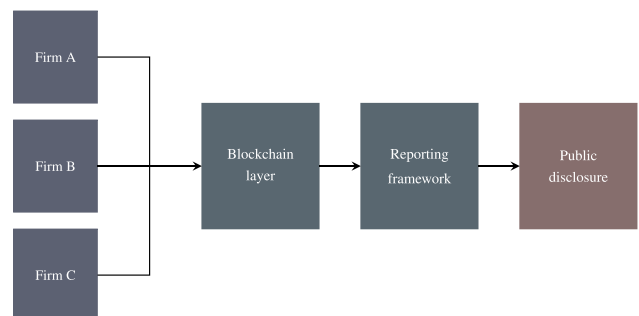 Firm A
Firm B
Firm C
Blockchain
layer
Reporting
framework
Public
disclosure